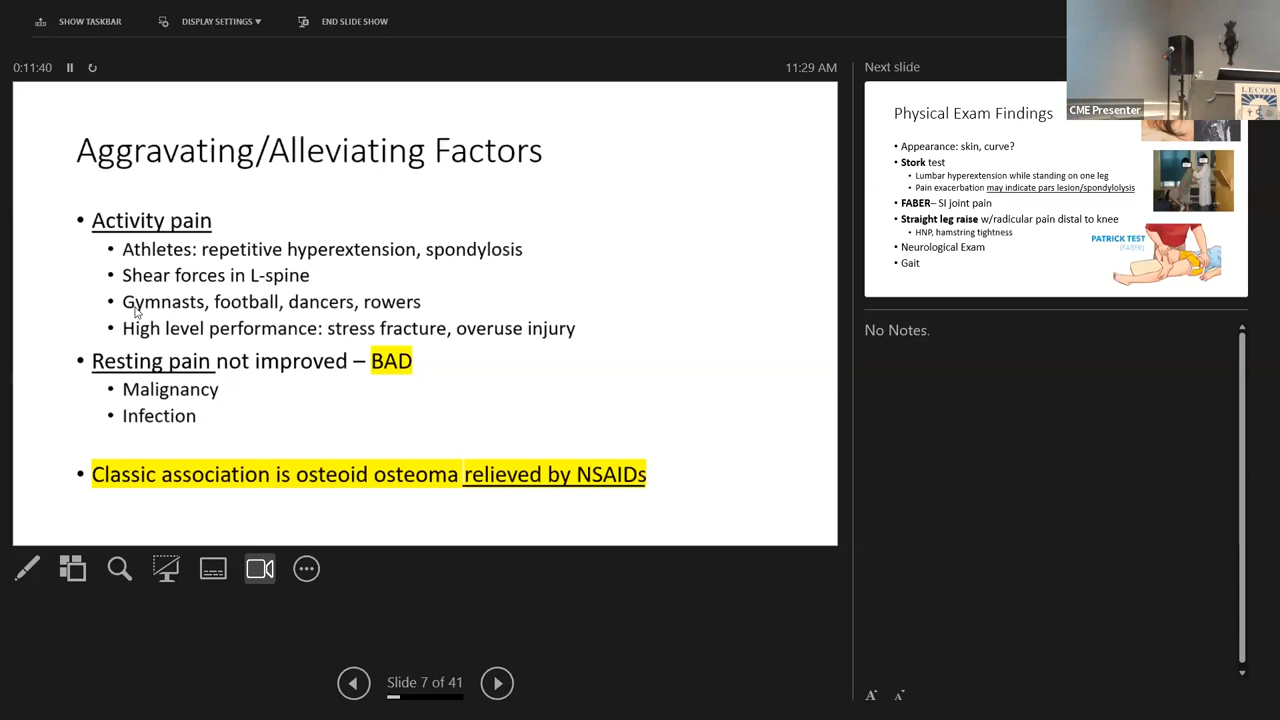 SHOW TASKBAR
DISPLAY SETTINGS ▾
END SLIDE SHOW
0:11:40
11:29 AM
Aggravating/Alleviating Factors
• Activity pain
• Athletes: repetitive hyperextension, spondylosis
• Shear forces in L-spine
• Gymnasts, football, dancers, rowers
• High level performance: stress fracture, overuse injury
• Resting pain not improved – BAD
• Malignancy
• Infection
• Classic association is osteoid osteoma relieved by NSAIDs
Slide 7 of 41
Next slide
CME Presenter
LECOM
Physical Exam Findings
• Appearance: skin, curve?
• Stork test
• Lumbar hyperextension while standing on one leg
• Pain exacerbation may indicate pars lesion/spondylolysis
• FABER– SI joint pain
• Straight leg raise w/radicular pain distal to knee
• HNP, hamstring tightness
• Neurological Exam
• Gait
PATRICK TEST
(FABER)
No Notes.
A
A